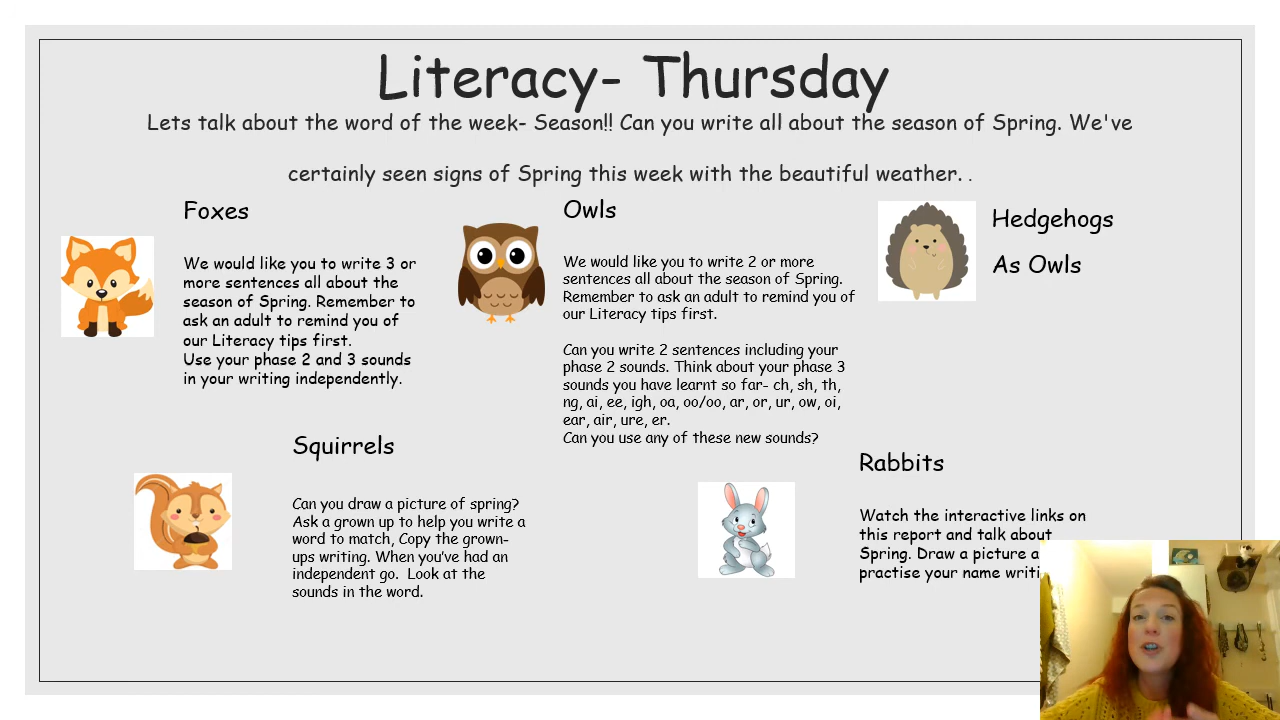 Literacy- Thursday
Lets talk about the word of the week- Season!! Can you write all about the season of Spring. We've
certainly seen signs of Spring this week with the beautiful weather. .
Foxes
We would like you to write 3 or
more sentences all about the
season of Spring. Remember to
ask an adult to remind you of
our Literacy tips first.
Use your phase 2 and 3 sounds
in your writing independently.
Owls
We would like you to write 2 or more
sentences all about the season of Spring.
Remember to ask an adult to remind you of
our Literacy tips first.
Can you write 2 sentences including your
phase 2 sounds. Think about your phase 3
sounds you have learnt so far- ch, sh, th,
ng, ai, ee, igh, oa, oo/oo, ar, or, ur, ow, oi,
ear, air, ure, er.
Can you use any of these new sounds?
Hedgehogs
As Owls
Squirrels
Can you draw a picture of spring?
Ask a grown up to help you write a
word to match, Copy the grown-
ups writing. When you've had an
independent go. Look at the
sounds in the word.
Rabbits
Watch the interactive links on
this report and talk about
Spring. Draw a picture
practise your name